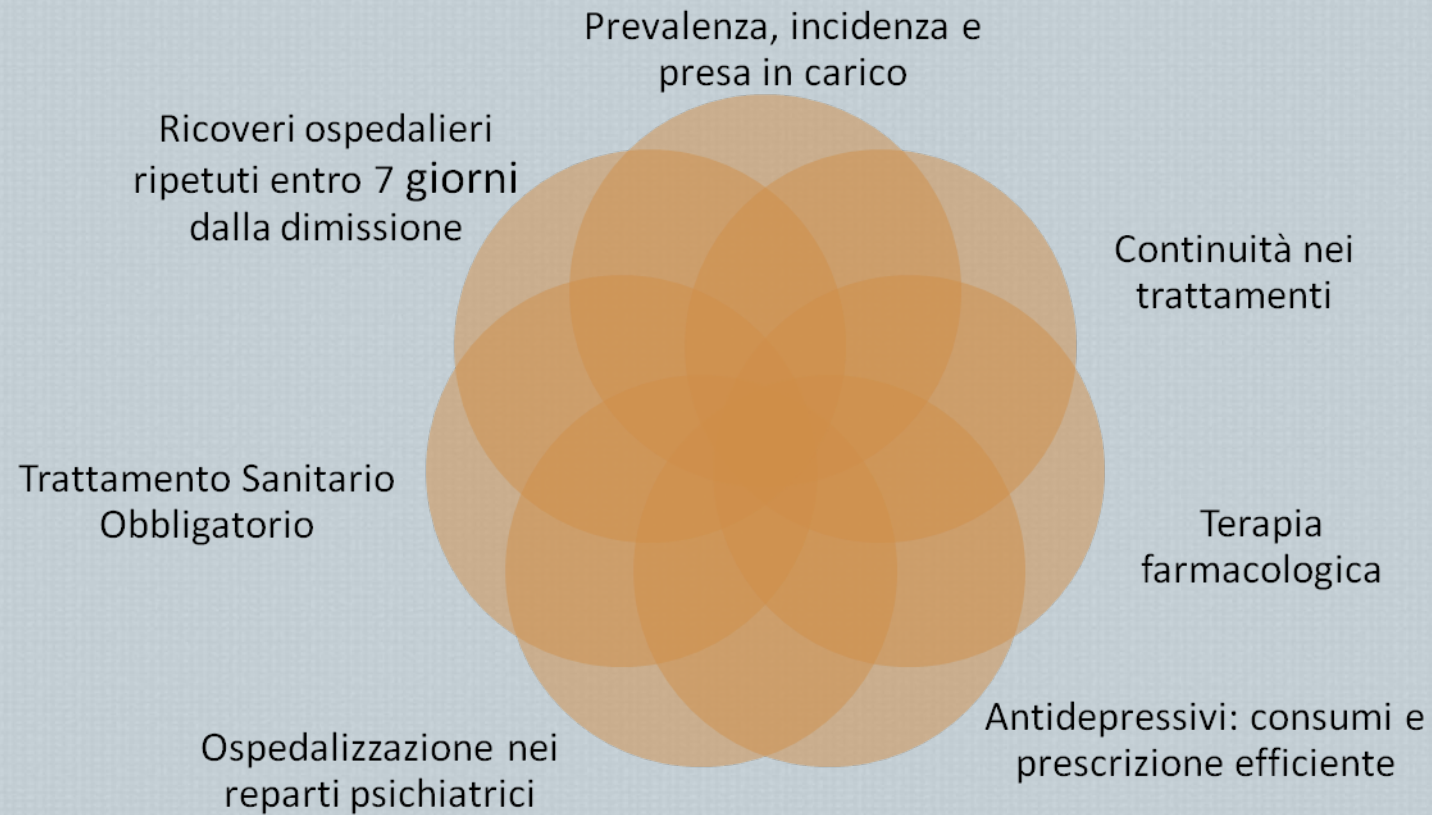 Prevalenza, incidenza e
presa in carico
Ricoveri ospedalieri
ripetuti entro 7 giorni
dalla dimissione
Continuità nei
trattamenti
Trattamento Sanitario
Obbligatorio
Terapia
farmacologica
Ospedalizzazione nei
reparti psichiatrici
Antidepressivi: consumi e
prescrizione efficiente